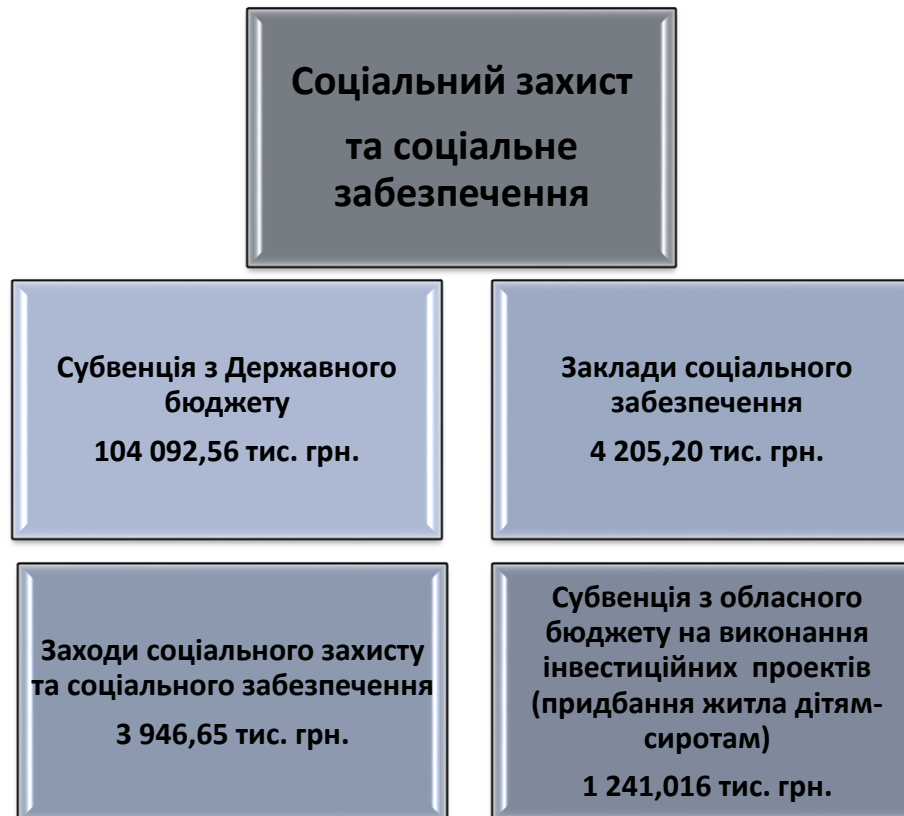 Соціальний захист
та соціальне
забезпечення
Субвенція з Державного
бюджету
104 092,56 тис. грн.
Заклади соціального
забезпечення
4 205,20 тис. грн.
Заходи соціального захисту
та соціального забезпечення
3 946,65 тис. грн.
Субвенція з обласного
бюджету на виконання
інвестиційних проектів
(придбання житла дітям-
сиротам)
1 241,016 тис. грн.